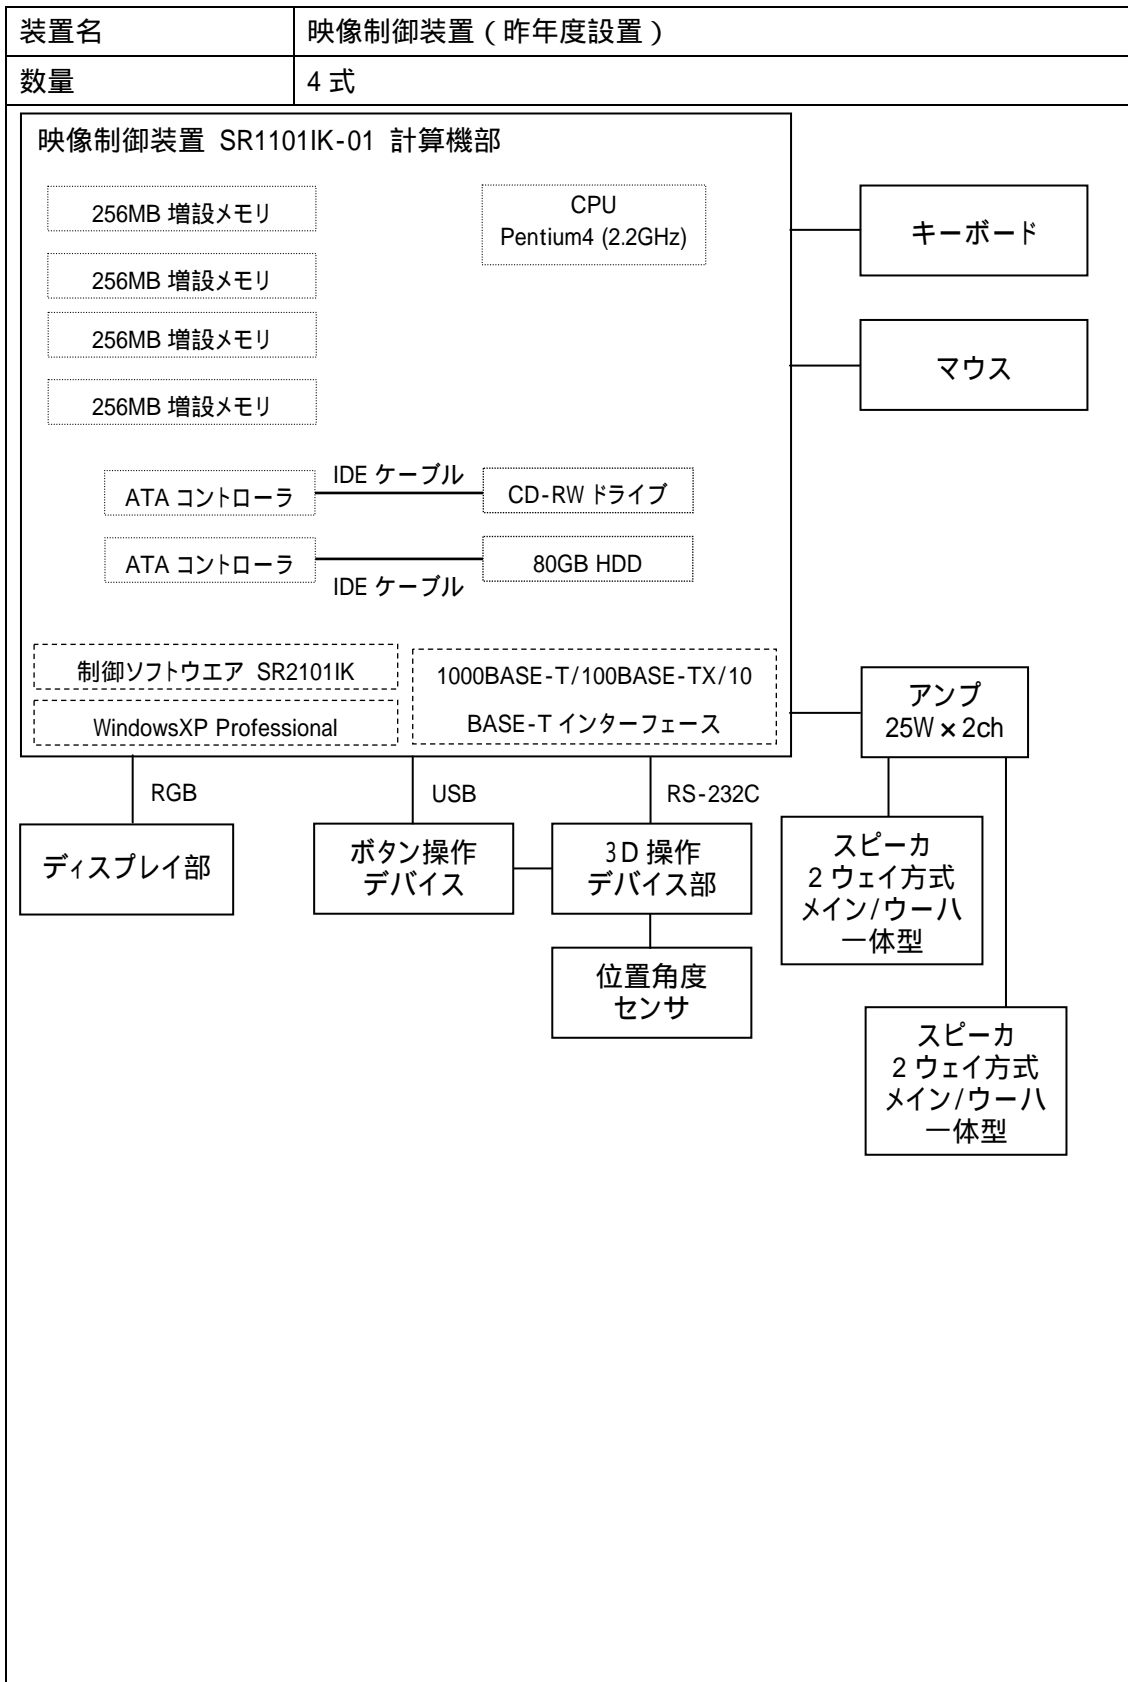 装置名
映像制御装置（昨年度設置）
数量
4 式
映像制御装置 SR1101IK-01 計算機部
256MB 増設メモリ
CPU
Pentium4 (2.2GHz)
キーボード
256MB 増設メモリ
256MB 増設メモリ
マウス
256MB 増設メモリ
IDE ケーブル
ATA コントローラ
CD-RW ドライブ
ATA コントローラ
80GB HDD
IDE ケーブル
制御ソフトウエア SR2101IK
1000BASE-T/100BASE-TX/10
BASE-T インターフェース
WindowsXP Professional
アンプ
25W×2ch
RGB
USB
RS-232C
ディスプレイ部
ボタン操作
デバイス
3D 操作
デバイス部
スピーカ
2 ウェイ方式
メイン/ウーハ
一体型
位置角度
センサ
スピーカ
2 ウェイ方式
メイン/ウーハ
一体型